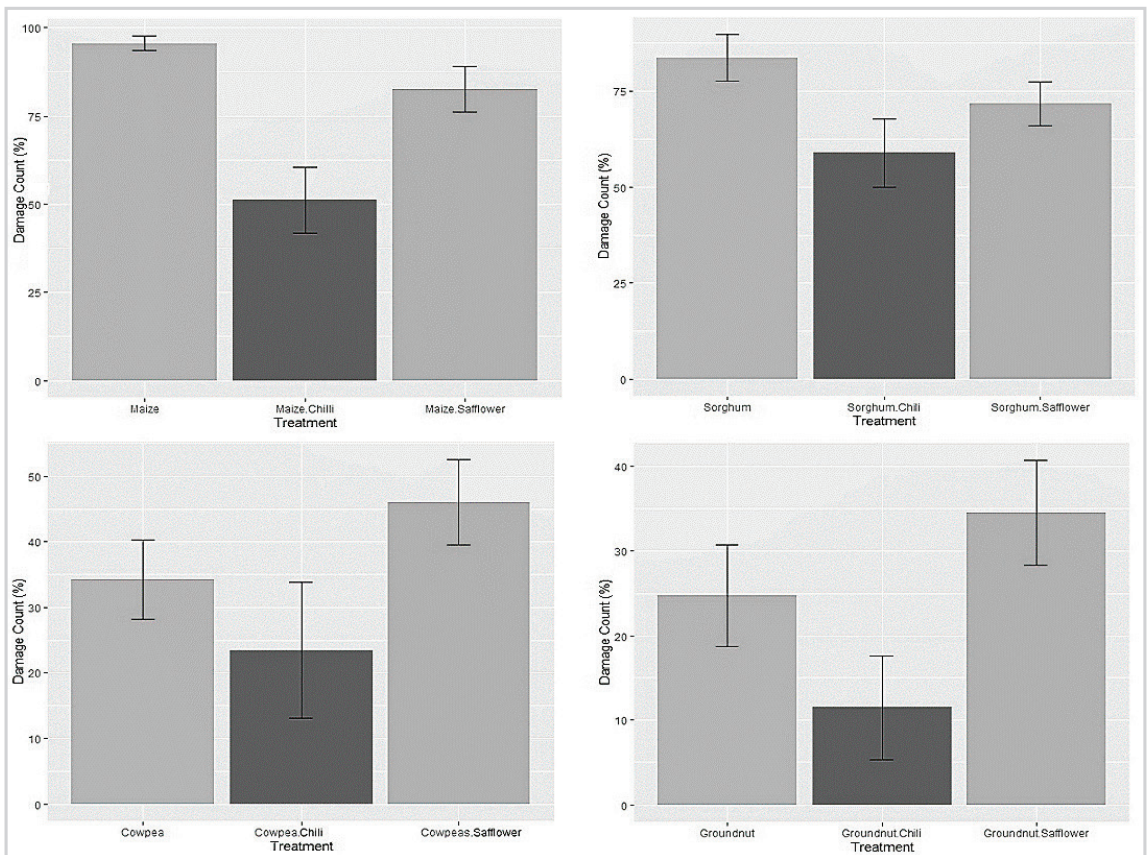 100
75
50
25
0
Damage Count (%)
Maize
Maize.Chilli
Maize.Safflower
Treatment
75
50
25
0
Damage Count (%)
Sorghum
Sorghum.Chili
Sorghum.Safflower
Treatment
50
40
30
20
10
0
Damage Count (%)
Cowpea
Cowpea.Chili
Cowpeas.Safflower
Treatment
40
30
20
10
0
Damage Count (%)
Groundnut
Groundnut.Chili
Groundnut.Safflower
Treatment